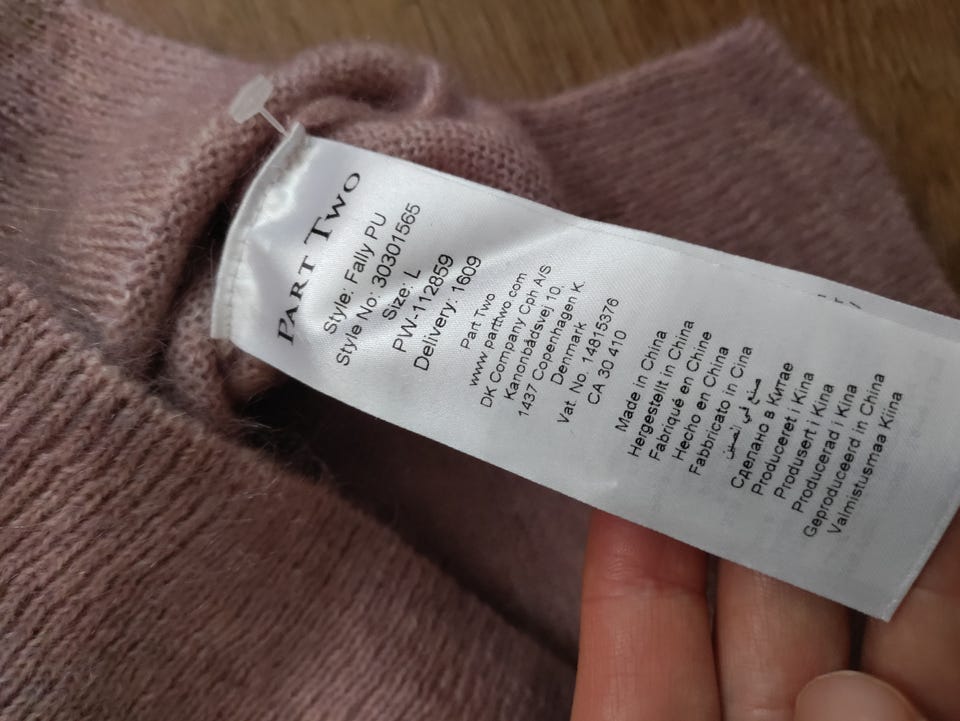 PART TWO
Style: Fally PU
Style No: 30301565
Size: L
PW-112859
Delivery: 1609
Part Two
www parttwo.com
DK Company Cph A/S
Kanonbådsvej 10,
1437 Copenhagen K.
Denmark
Vat. No. 14815376
CA 30 410
Made in China
Hergestellt in China
Fabriqué en Chine
Hecho en China
Fabbricato in Cina
صنع في الصين
Сделано в Китае
Produceret i Kina
Produsert i Kina
Producerad i Kina
Geproduceerd in China
Valmistusmaa Kiina